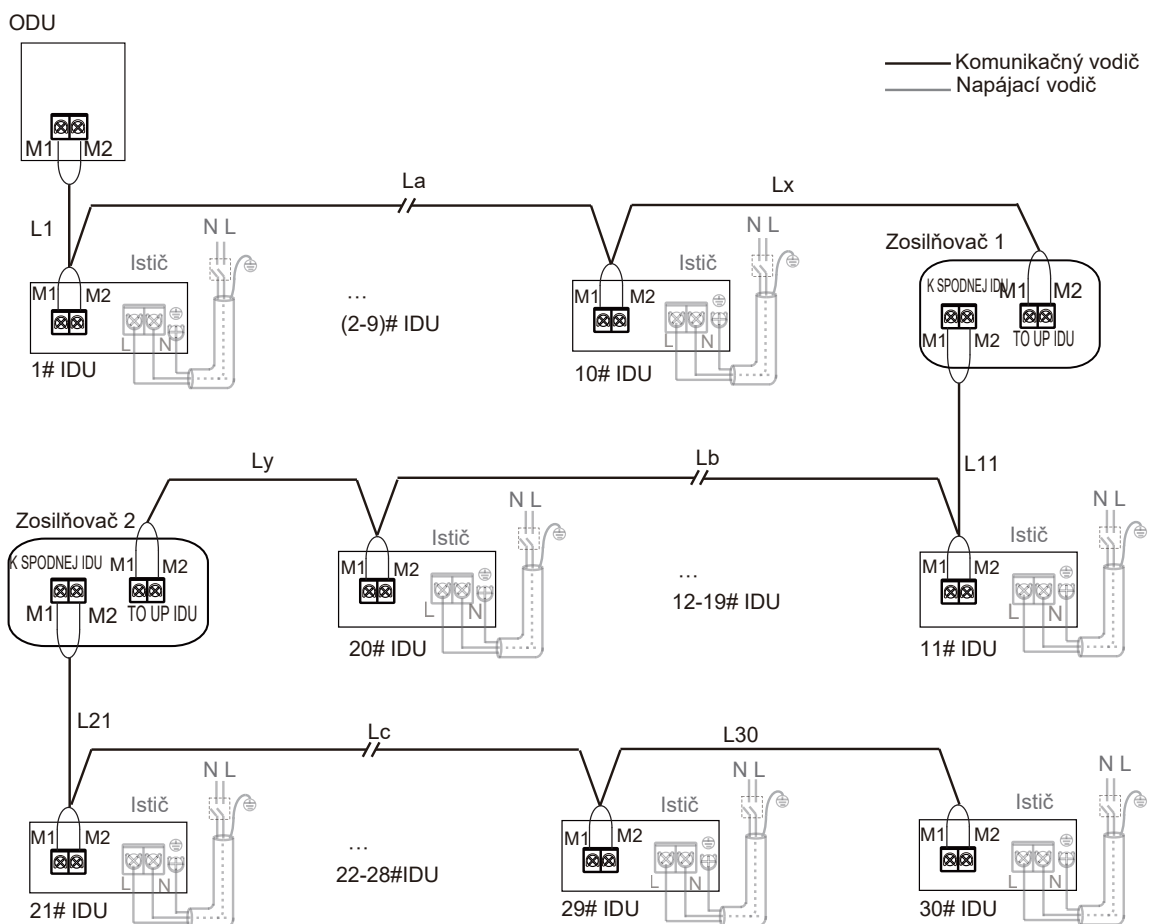 ODU
Komunikačný vodič
Napájací vodič
M1 M2
La
Lx
L1
N L
N L
Zosilňovač 1
Istič
Istič
K SPODNEJ IDU
M1 M2
M1 M2
...
M1 M2
(2-9)# IDU
M1 M2
TO UP IDU
L N
L N
1# IDU
10# IDU
Ly
Lb
L11
N L
N L
Zosilňovač 2
Istič
Istič
K SPODNEJ IDU
M1 M2
M1 M2
M1 M2
...
M1 M2
TO UP IDU
L N
12-19# IDU
L N
20# IDU
11# IDU
L21
Lc
L30
N L
N L
N L
Istič
Istič
Istič
M1 M2
...
M1 M2
M1 M2
L N
22-28#IDU
L N
L N
21# IDU
29# IDU
30# IDU